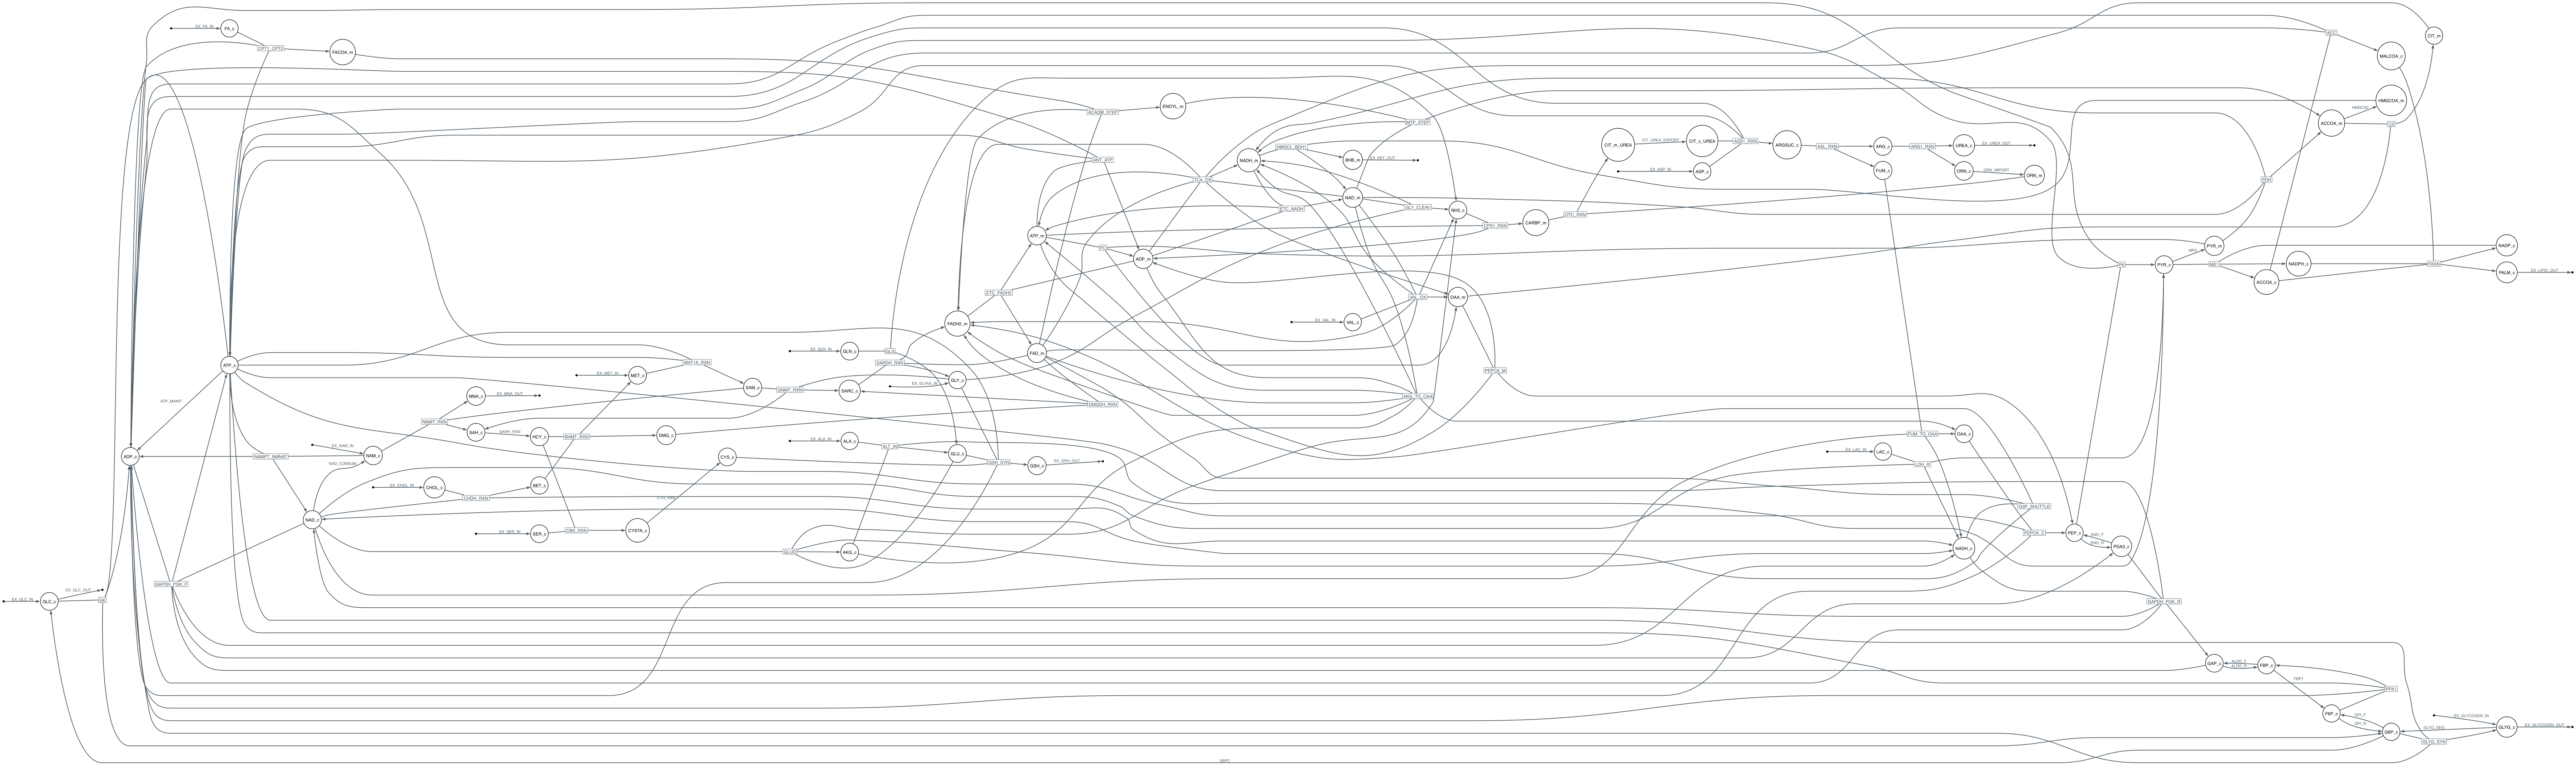 EX_FA_IN
FA_c
CPT1_CPT2
FACOA_m
ACC
CIT_m
MALCOA_c
ACADM_STEP
ENOYL_m
HMGCOA_m
HMGCS2
ACCOA_m
CS
MTP_STEP
ANT_ATP
NADH_m
HMGCL_BDH1
BHB_m
EX_KET_OUT
CIT_m_UREA
CIT_UREA_EXPORT
CIT_c_UREA
ASS1_RXN
ARGSUC_c
ASL_RXN
ARG_c
ARG1_RXN
UREA_c
EX_UREA_OUT
EX_ASP_IN
ASP_c
FUM_c
ORN_c
ORN_IMPORT
ORN_m
TCA_OX
PDH
NAD_m
GLY_CLEAV
NH3_c
ETC_NADH
CPS1_RXN
CARBP_m
OTC_RXN
ATP_m
PC
ADP_m
PYR_m
MPC
PYR_c
PK
ME1
NADPH_c
ACCOA_c
FASN
NADP_c
PALM_c
EX_LIPID_OUT
ETC_FADH2
VAL_OX
OAA_m
FADH2_m
EX_VAL_IN
VAL_c
EX_GLN_IN
GLN_c
GLS
FAD_m
SARDH_RXN
ATP_c
MAT1A_RXN
EX_MET_IN
MET_c
SAM_c
GNMT_RXN
SARC_c
EX_GLYAA_IN
GLY_c
PEPCK_M
AKG_TO_OAA
DMGDH_RXN
ATP_MAINT
MNA_c
EX_MNA_OUT
NNMT_RXN
SAH_c
SAHH_RXN
HCY_c
BHMT_RXN
DMG_c
EX_ALA_IN
ALA_c
ALT_IN
GLU_c
GSH_SYN
GSH_c
EX_GSH_OUT
OAA_c
FUM_TO_OAA
EX_LAC_IN
LAC_c
LDH_R
EX_NAM_IN
NAM_c
NAMPT_NMNAT
ADP_c
NAD_CONSUM
CYS_c
EX_CHOL_IN
CHOL_c
CHDH_RXN
BET_c
CTH_RXN
G3P_SHUTTLE
NAD_c
EX_SER_IN
SER_c
CBS_RXN
CYSTA_c
PEPCK_C
PEP_c
ENO_F
ENO_R
PGA3_c
GLUD
AKG_c
NADH_c
GAPDH_PGK_F
EX_GLC_IN
GLC_c
EX_GLC_OUT
GK
GAPDH_PGK_R
GAP_c
ALDO_F
ALDO_R
FBP_c
FBP1
PFK1
F6P_c
GPI_F
GPI_R
G6P_c
EX_GLYCOGEN_IN
GLYG_c
EX_GLYCOGEN_OUT
GLYG_DEG
GLYG_SYN
G6PC